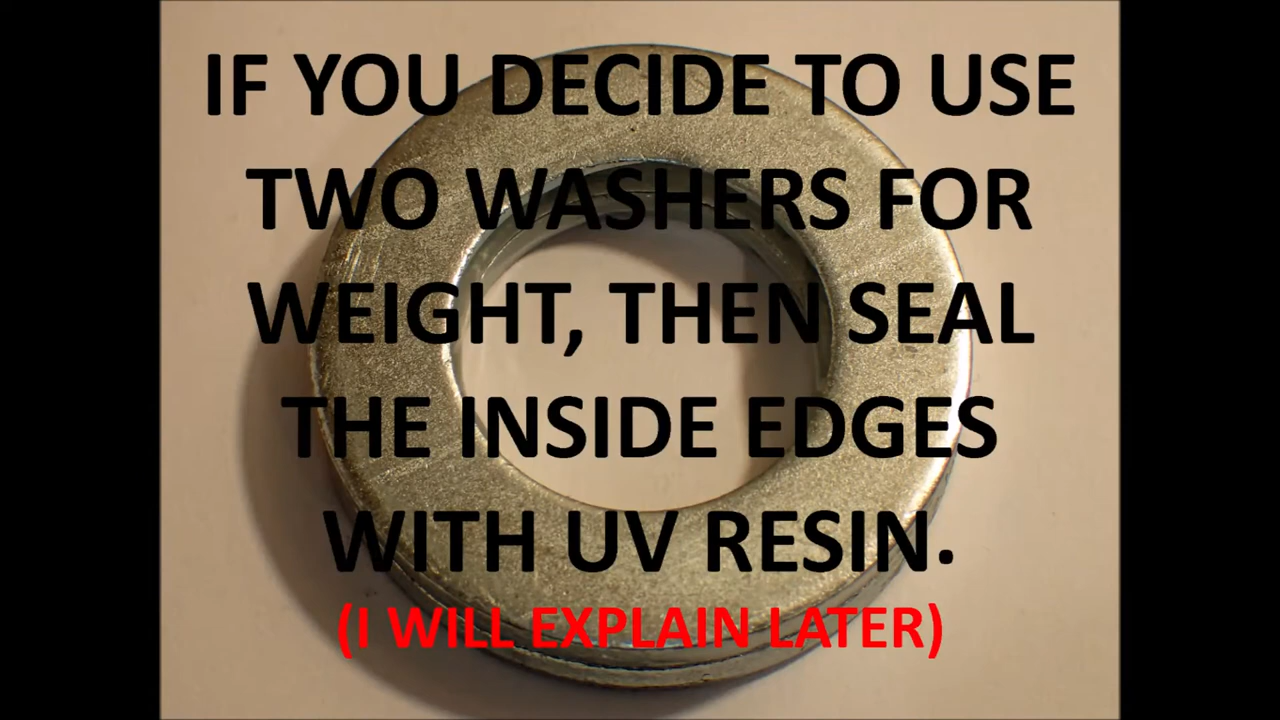 IF YOU DECIDE TO USE
TWO WASHERS FOR
WEIGHT, THEN SEAL
THE INSIDE EDGES
WITH UV RESIN.
(I WILL EXPLAIN LATER)